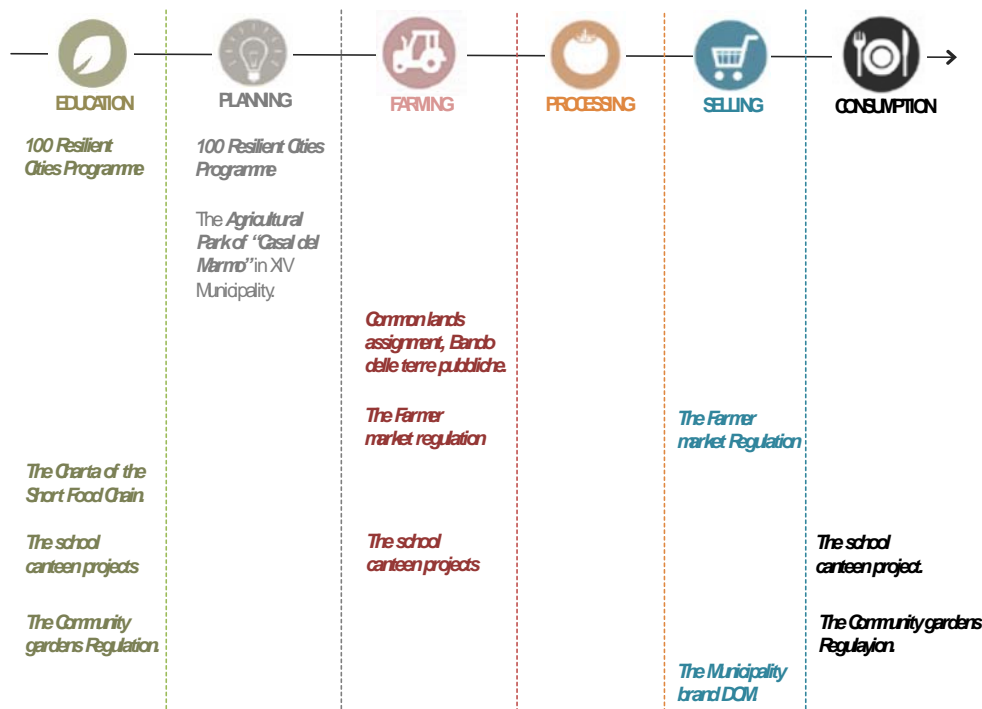 EDUCATION
PLANNING
FARMING
PROCESSING
SELLING
CONSUMPTION
100 Resilient
Cities Programme
100 Resilient Cities
Programme
The Agricultural
Park of “Casal del
Marmo” in XIV
Municipality.
Common lands
assignment, Bando
delle terre pubbliche.
The Farmer
market regulation
The Farmer
market Regulation
The Charta of the
Short Food Chain.
The school
canteen projects
The school
canteen projects
The school
canteen project.
The Community
gardens Regulation.
The Community gardens
Regulayion.
The Municipality
brand DOM.